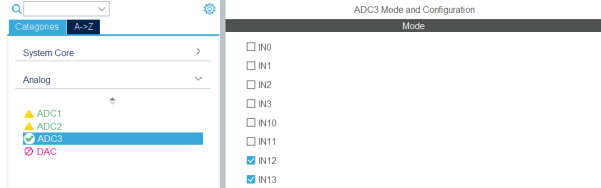 Categories
A->Z
System Core
Analog
ADC1
ADC2
ADC3
DAC
ADC3 Mode and Configuration
Mode
IN0
IN1
IN2
IN3
IN10
IN11
IN12
IN13